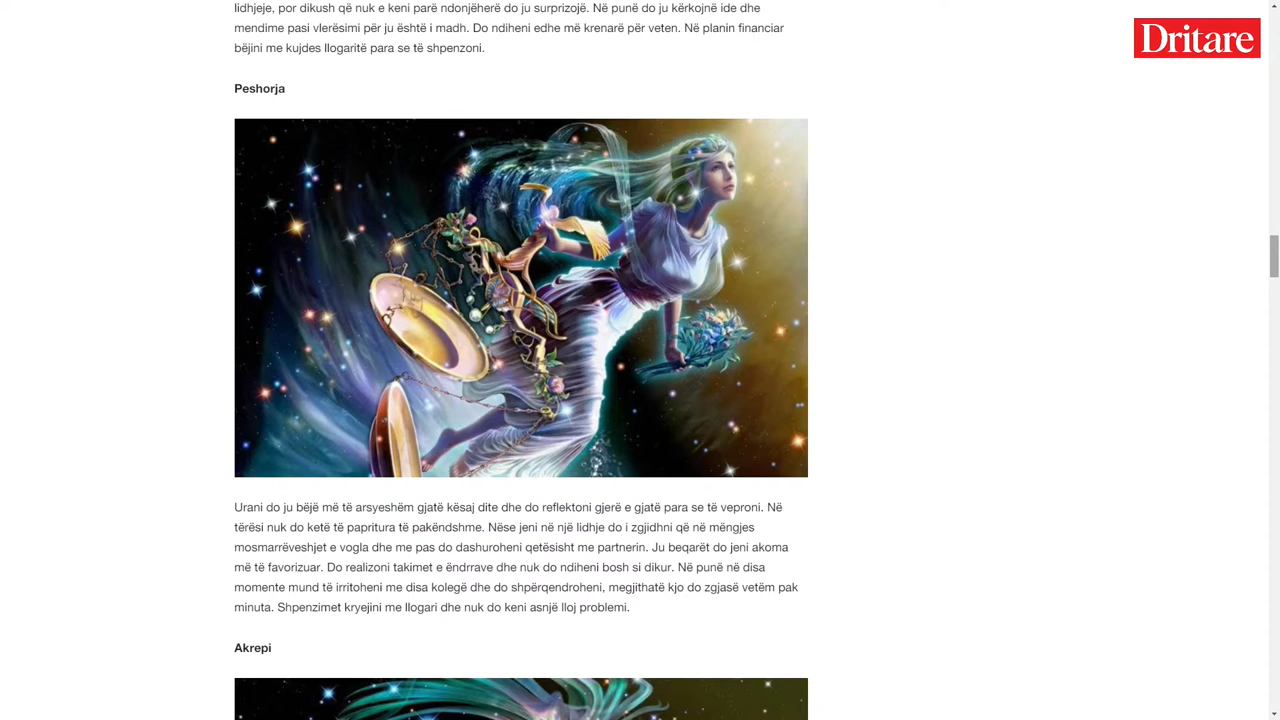 lidhjeje, por dikush që nuk e keni parë ndonjëherë do ju surprizojë. Në punë do ju kërkojnë ide dhe
mendime pasi vlerësimi për ju është i madh. Do ndiheni edhe më krenarë për veten. Në planin financiar
bëjini me kujdes llogaritë para se të shpenzoni.
Dritare
Peshorja
Urani do ju bëjë më të arsyeshëm gjatë kësaj dite dhe do reflektoni gjerë e gjatë para se të veproni. Në
tërësi nuk do ketë të papritura të pakëndshme. Nëse jeni në një lidhje do i zgjidhni që në mëngjes
mosmarrëveshjet e vogla dhe me pas do dashuroheni qetësisht me partnerin. Ju beqarët do jeni akoma
më të favorizuar. Do realizoni takimet e ëndrrave dhe nuk do ndiheni bosh si dikur. Në punë në disa
momente mund të irritoheni me disa kolegë dhe do shpërqendroheni, megjithatë kjo do zgjasë vetëm pak
minuta. Shpenzimet kryejini me llogari dhe nuk do keni asnjë lloj problemi.
Akrepi